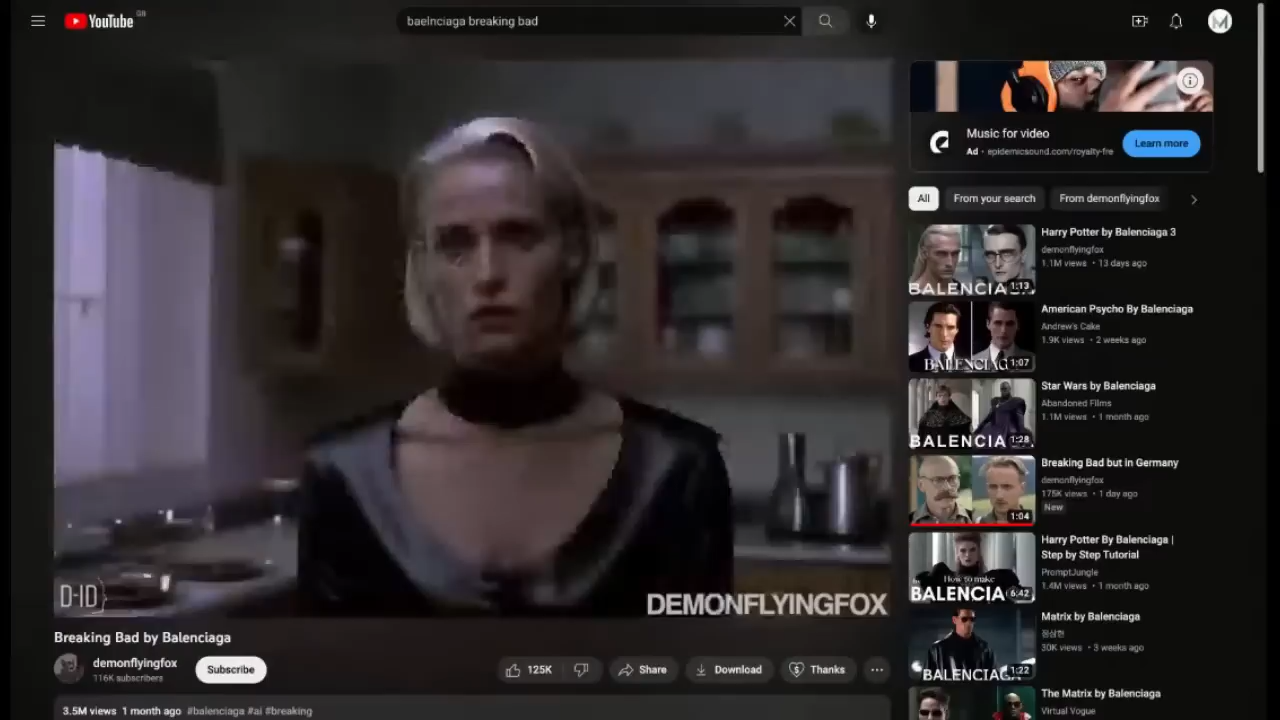 YouTube GR
baelnciaga breaking bad
Music for video
Ad · epidemicsound.com/royalty-fre
Learn more
All
From your search
From demonflyingfox
D-ID
DEMONFLYINGFOX
Breaking Bad by Balenciaga
demonflyingfox
116K subscribers
Subscribe
125K
Share
Download
Thanks
3.5M views 1 month ago #balenciaga #ai #breaking
BALENCIAGA
1:13
Harry Potter by Balenciaga 3
demonflyingfox
1.1M views · 13 days ago
BALENCIAG
1:07
American Psycho By Balenciaga
Andrew's Cake
1.9K views · 2 weeks ago
BALENCIA
1:28
Star Wars by Balenciaga
Abandoned Films
1.1M views · 1 month ago
1:04
Breaking Bad but in Germany
demonflyingfox
175K views · 1 day ago
New
How to make
BALENCIA
6:42
Harry Potter By Balenciaga |
Step by Step Tutorial
PromptJungle
1.4M views · 1 month ago
BALENCIAGA
1:22
Matrix by Balenciaga
정삼한
30K views · 3 weeks ago
The Matrix by Balenciaga
Virtual Vogue